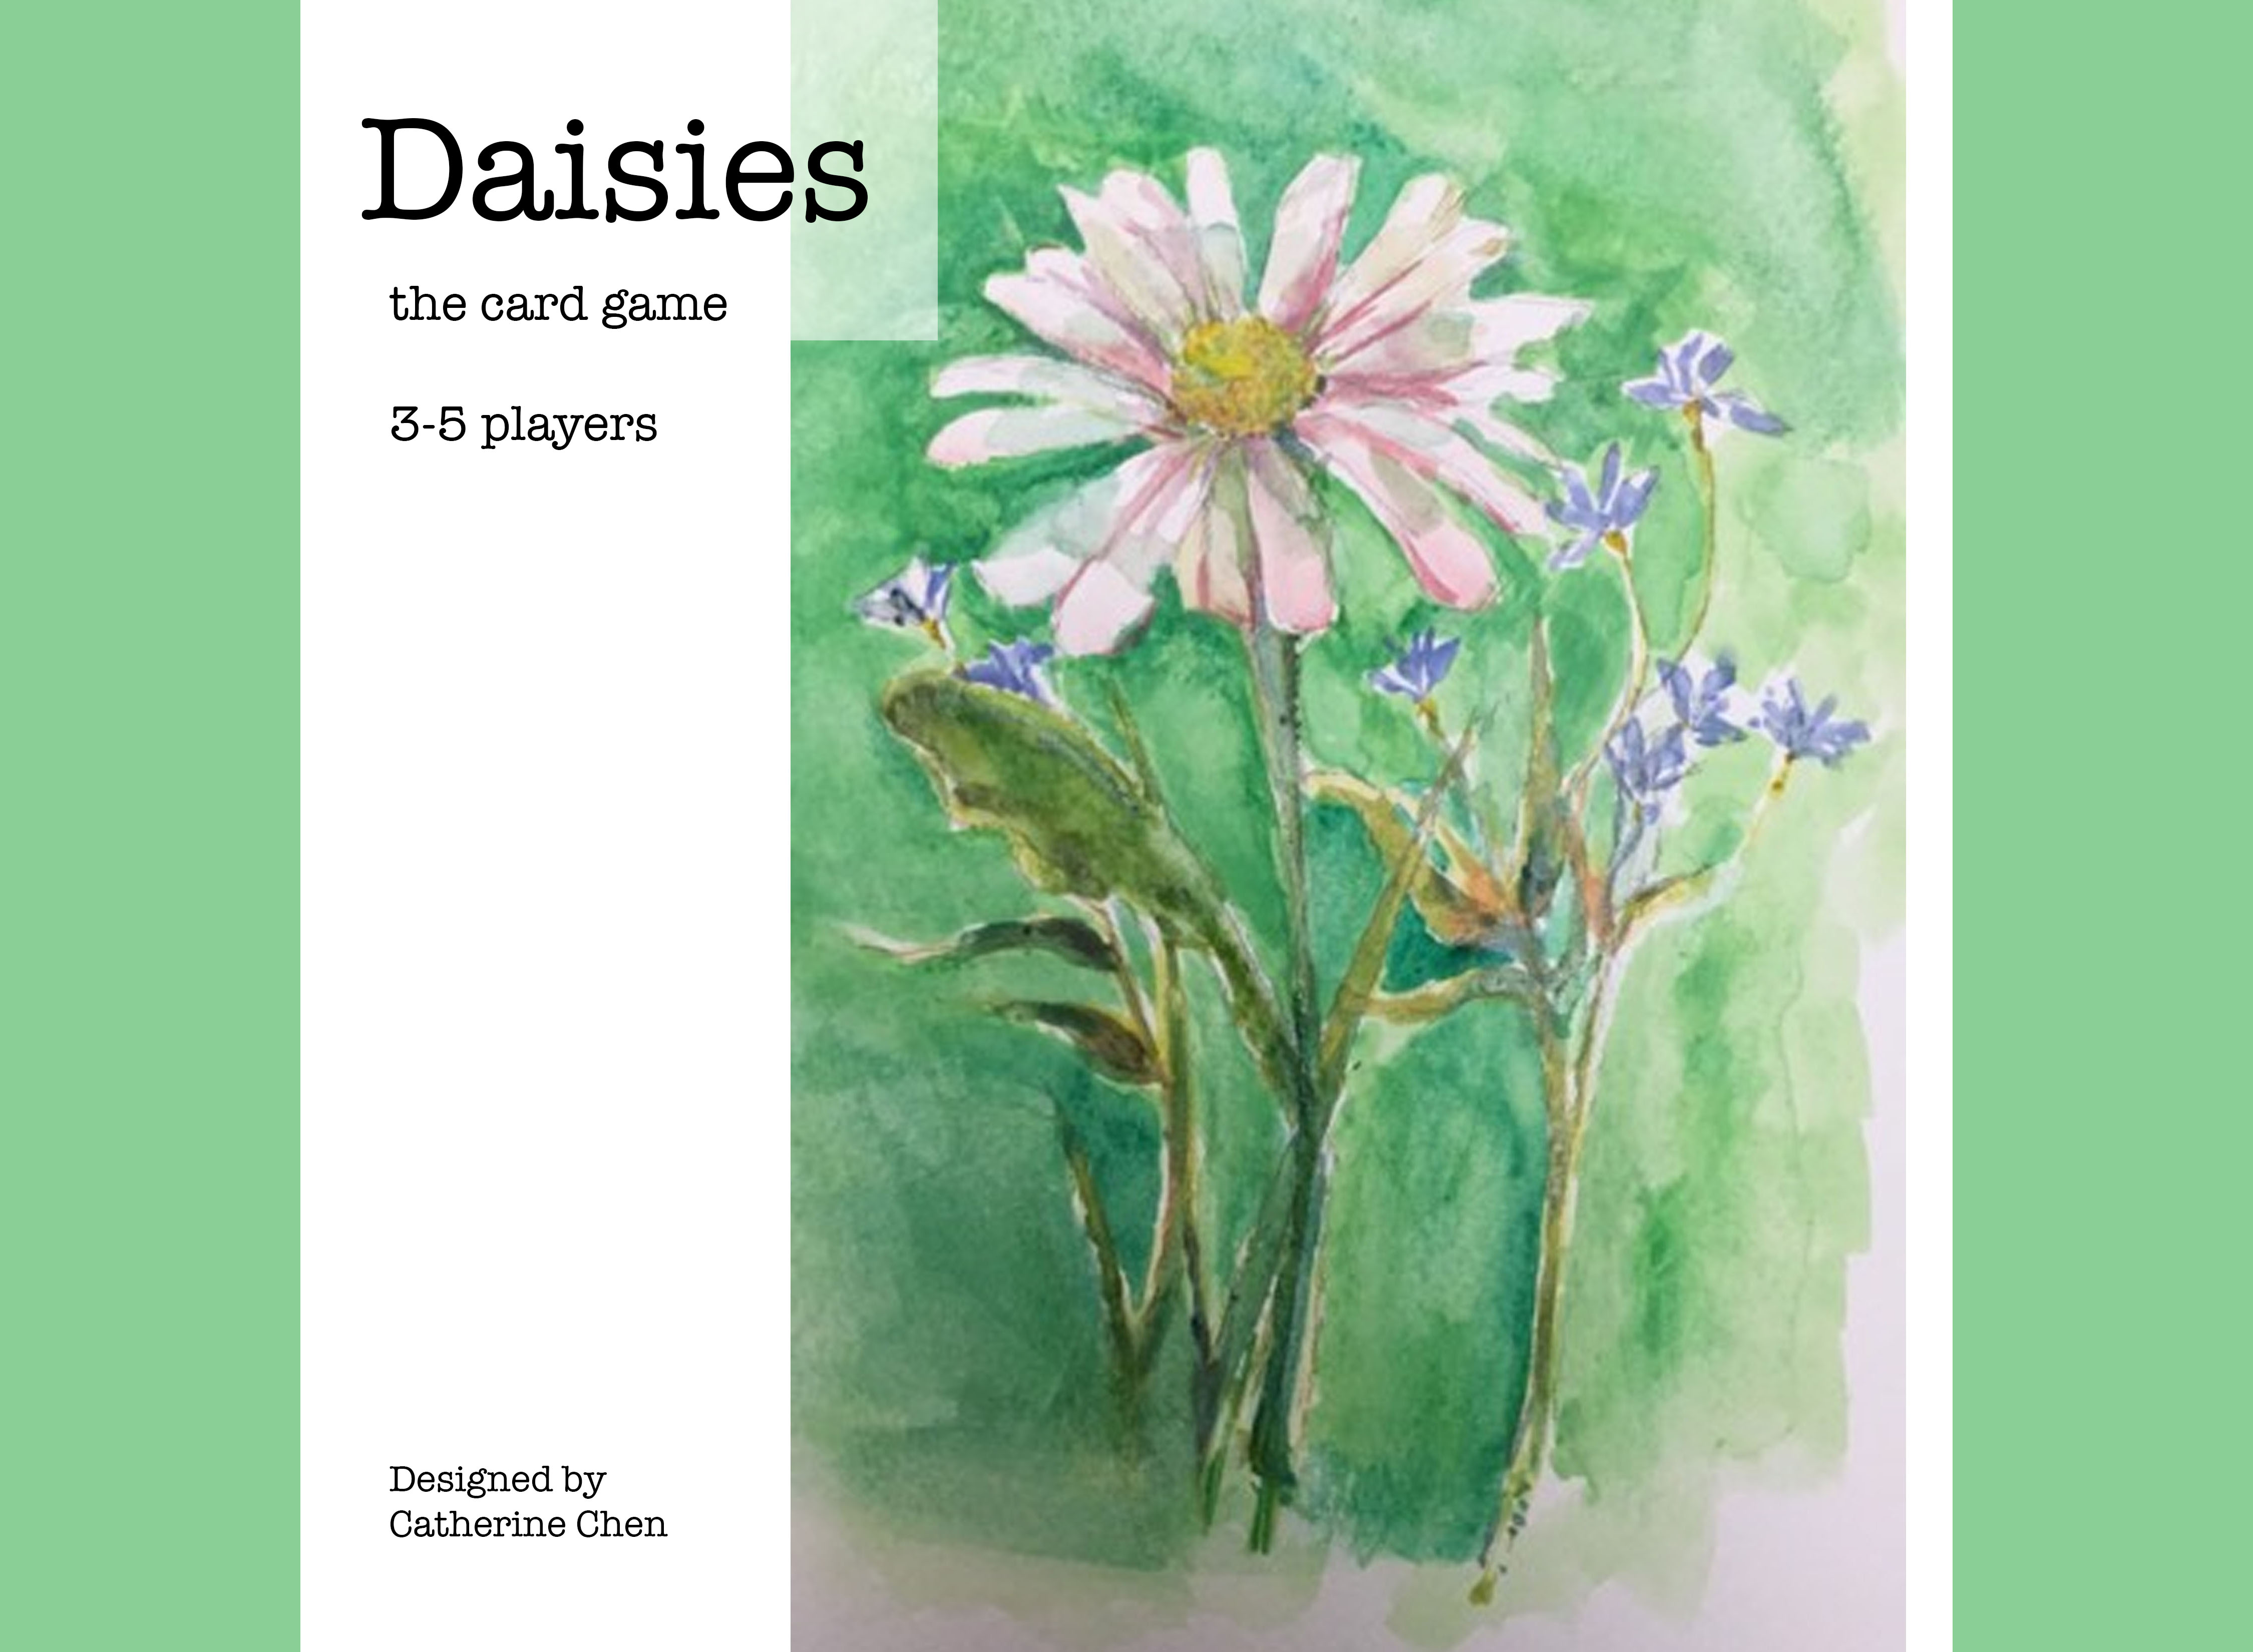 Daisies
the card game
3-5 players
Designed by
Catherine Chen